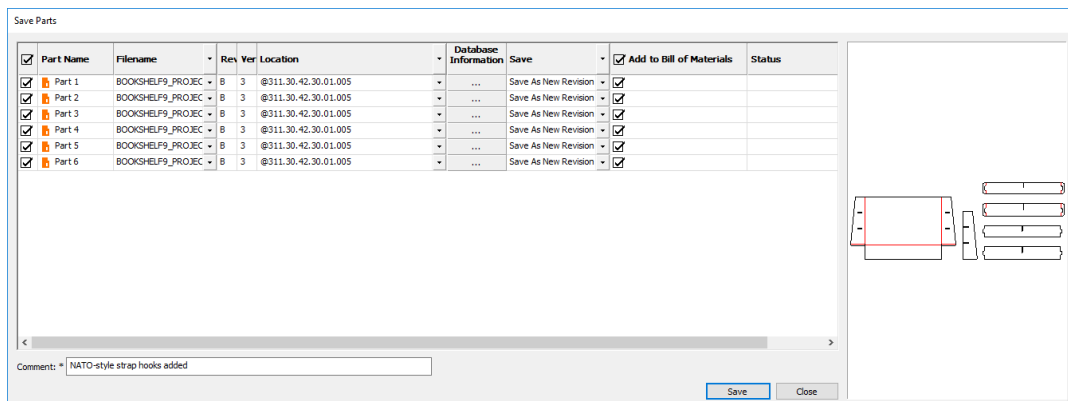 Save Parts
Part Name Filename Rev Ver Location Database Information Save Add to Bill of Materials Status
Part 1 BOOKSHELF9_PROJEC B 3 @311.30.42.30.01.005 ... Save As New Revision
Part 2 BOOKSHELF9_PROJEC B 3 @311.30.42.30.01.005 ... Save As New Revision
Part 3 BOOKSHELF9_PROJEC B 3 @311.30.42.30.01.005 ... Save As New Revision
Part 4 BOOKSHELF9_PROJEC B 3 @311.30.42.30.01.005 ... Save As New Revision
Part 5 BOOKSHELF9_PROJEC B 3 @311.30.42.30.01.005 ... Save As New Revision
Part 6 BOOKSHELF9_PROJEC B 3 @311.30.42.30.01.005 ... Save As New Revision
Comment: * NATO-style strap hooks added
Save Close